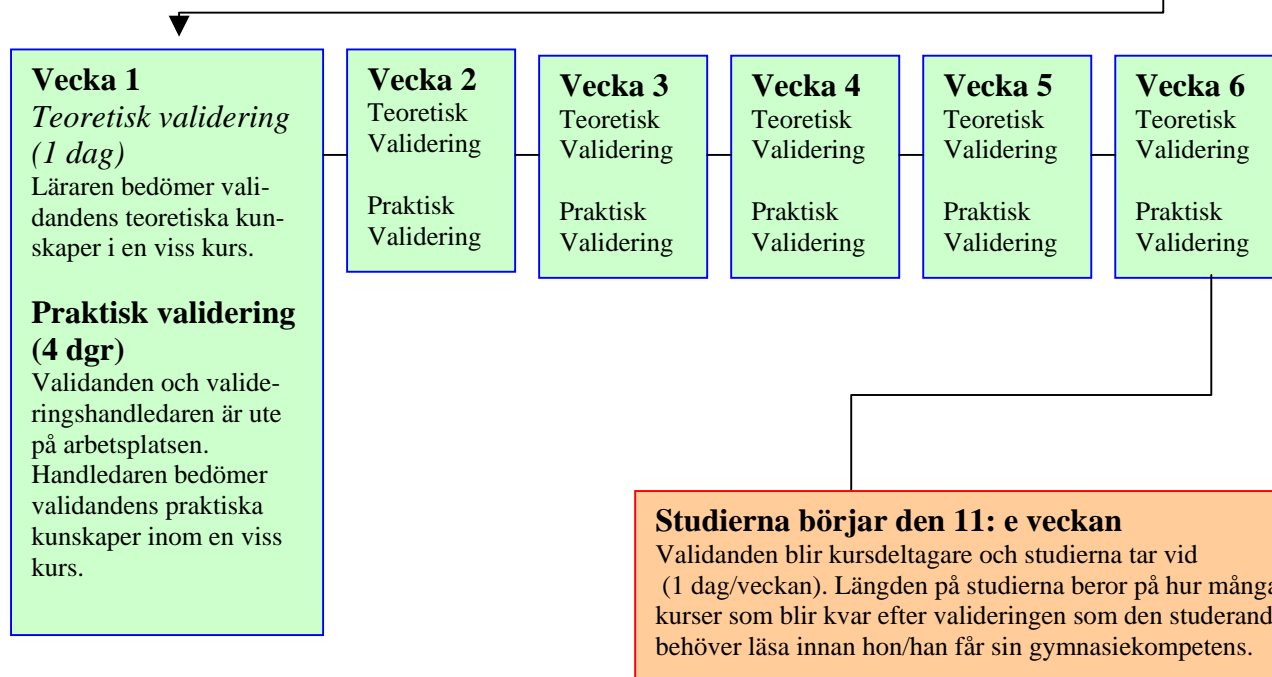 Vecka 1
Teoretisk validering
(1 dag)
Läraren bedömer vali-
dandens teoretiska kun-
skaper i en viss kurs.
Praktisk validering
(4 dgr)
Validanden och valide-
ringshandledaren är ute
på arbetsplatsen.
Handledaren bedömer
validandens praktiska
kunskaper inom en viss
kurs.
Vecka 2
Teoretisk
Validering
Praktisk
Validering
Vecka 3
Teoretisk
Validering
Praktisk
Validering
Vecka 4
Teoretisk
Validering
Praktisk
Validering
Vecka 5
Teoretisk
Validering
Praktisk
Validering
Vecka 6
Teoretisk
Validering
Praktisk
Validering
Studierna börjar den 11: e veckan
Validanden blir kursdeltagare och studierna tar vid
(1 dag/veckan). Längden på studierna beror på hur många
kurser som blir kvar efter valideringen som den studerand
behöver läsa innan hon/han får sin gymnasiekompetens.